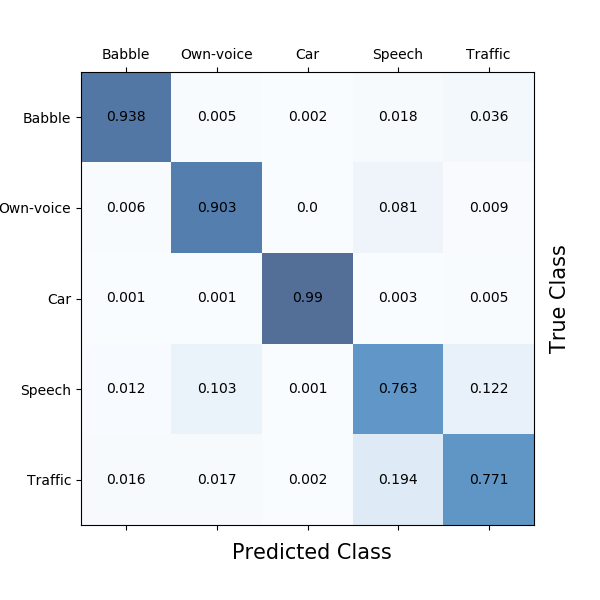 Babble Own-voice Car Speech Traffic
Babble 0.938 0.005 0.002 0.018 0.036
Own-voice 0.006 0.903 0.0 0.081 0.009
Car 0.001 0.001 0.99 0.003 0.005
Speech 0.012 0.103 0.001 0.763 0.122
Traffic 0.016 0.017 0.002 0.194 0.771
Predicted Class
True Class